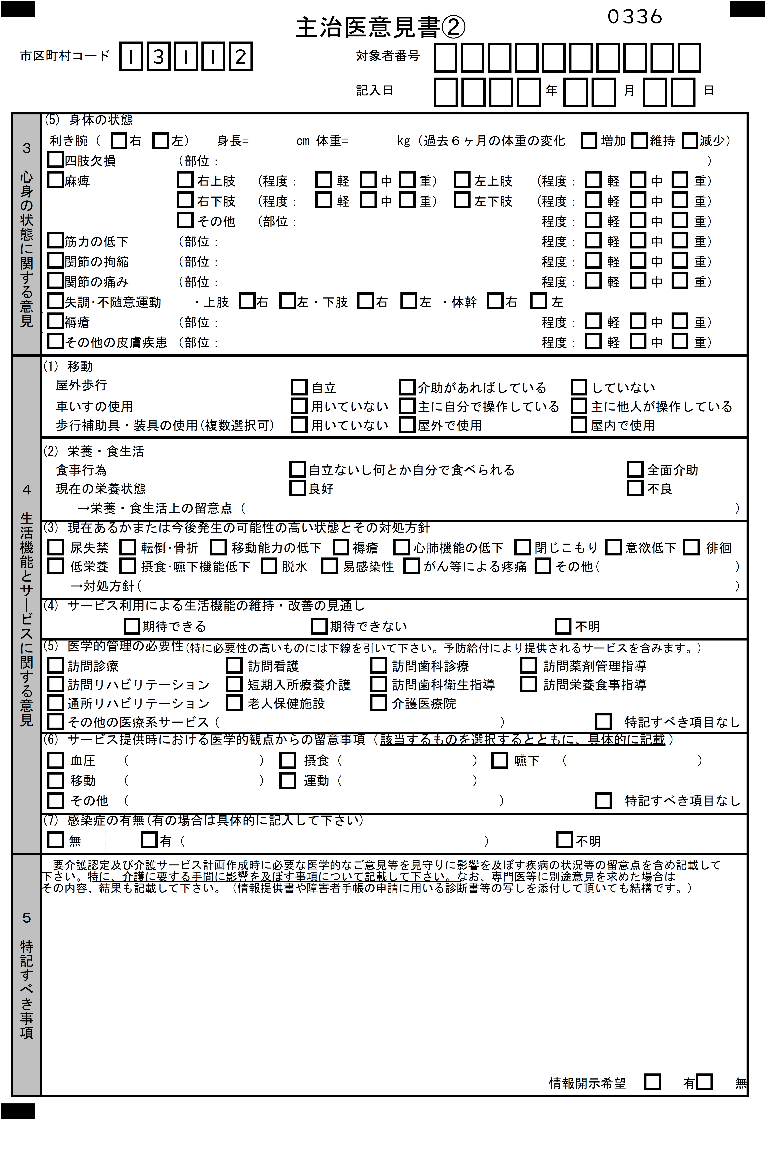 主治医意見書②
0336
市区町村コード 13112 対象者番号
記入日 年 月 日
3 心身の状態に関する意見
(5) 身体の状態
利き腕( □右 □左) 身長= cm 体重= kg(過去6ヶ月の体重の変化 □増加□維持□減少)
□四肢欠損 (部位: )
□麻痺 □右上肢 (程度: □軽□中□重) □左上肢 (程度: □軽□中□重)
□右下肢 (程度: □軽□中□重) □左下肢 (程度: □軽□中□重)
□その他 (部位: 程度: □軽□中□重)
□筋力の低下 (部位: 程度: □軽□中□重)
□関節の拘縮 (部位: 程度: □軽□中□重)
□関節の痛み (部位: 程度: □軽□中□重)
□失調・不随意運動 ・上肢□右 □左・下肢□右 □左・体幹□右 □左
□褥瘡 (部位: 程度: □軽□中□重)
□その他の皮膚疾患 (部位: 程度: □軽□中□重)
4 生活機能とサービスに関する意見
(1) 移動
屋外歩行 □自立 □介助があればしている □していない
車いすの使用 □用いていない □主に自分で操作している □主に他人が操作している
歩行補助具・装具の使用(複数選択可) □用いていない □屋外で使用 □屋内で使用
(2) 栄養・食生活
食事行為 □自立ないし何とか自分で食べられる □全面介助
現在の栄養状態 □良好 □不良
→栄養・食生活上の留意点( )
(3) 現在あるかまたは今後発生の可能性の高い状態とその対処方針
□尿失禁 □転倒・骨折 □移動能力の低下 □褥瘡 □心肺機能の低下 □閉じこもり □意欲低下 □徘徊
□低栄養 □摂食・嚥下機能低下 □脱水 □易感染性 □がん等による疼痛 □その他( )
→対処方針( )
(4) サービス利用による生活機能の維持・改善の見通し
□期待できる □期待できない □不明
(5) 医学的管理の必要性(特に必要性の高いものには下線を引いて下さい。予防給付により提供されるサービスを含みます。)
□訪問診療 □訪問看護 □訪問歯科診療 □訪問薬剤管理指導
□訪問リハビリテーション □短期入所療養介護 □訪問歯科衛生指導 □訪問栄養食事指導
□通所リハビリテーション □老人保健施設 □介護医療院
□その他の医療系サービス( ) □特記すべき項目なし
(6) サービス提供時における医学的観点からの留意事項(該当するものを選択するとともに、具体的に記載)
□血圧 ( ) □摂食( ) □嚥下 ( )
□移動 ( ) □運動( )
□その他 ( ) □特記すべき項目なし
(7) 感染症の有無(有の場合は具体的に記入して下さい)
□無 □有( ) □不明
5 特記すべき事項
要介護認定及び介護サービス計画作成時に必要な医学的なご意見等を見守りに影響を及ぼす疾病の状況等の留意点を含め記載して
下さい。特に、介護に要する手間に影響を及ぼす事項について記載して下さい。なお、専門医等に別途意見を求めた場合は
その内容、結果も記載して下さい。(情報提供書や障害者手帳の申請に用いる診断書等の写しを添付して頂いても結構です。)
情報開示希望 □有□無